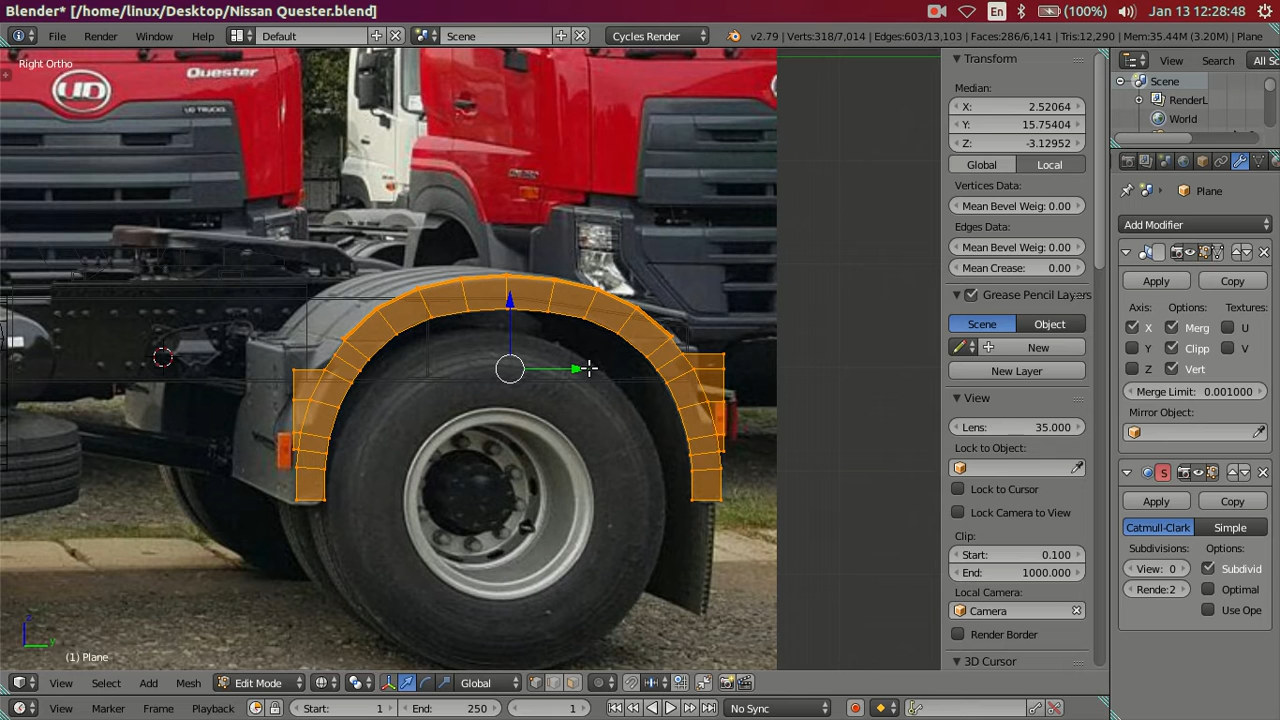 Blender* [/home/linux/Desktop/Nissan Quester.blend]
En (100%) Jan 13 12:28:48
File Render Window Help Default Scene Cycles Render v2.79 | Verts:318/7,014 | Edges:603/13,103 | Faces:286/6,141 | Tris:12,290 | Mem:35.44M (3.20M) | Plane
Right Ortho
Quester
UD
UD TRUCKS
Transform
Median:
X: 2.52064
Y: 15.75404
Z: -3.12952
Global Local
Vertices Data:
Mean Bevel Weig: 0.00
Edges Data:
Mean Bevel Weig: 0.00
Mean Crease: 0.00
Grease Pencil Layers
Scene Object
New
New Layer
View
Lens: 35.000
Lock to Object:
Lock to Cursor
Lock Camera to View
Clip:
Start: 0.100
End: 1000.000
Local Camera:
Camera
Render Border
3D Cursor
View Search All Sc
Scene
RenderL
World
Plane
Add Modifier
Apply Copy
Axis: Options: Textures:
X Merg U
Y Clipp V
Z Vert
Merge Limit: 0.001000
Mirror Object:
S
Apply Copy
Catmull-Clark Simple
Subdivisions: Options:
View: 0 Subdivid
Rende:2 Optimal
Use Ope
z
y
(1) Plane
View Select Add Mesh Edit Mode Global
View Marker Frame Playback Start: 1 End: 250 1 No Sync